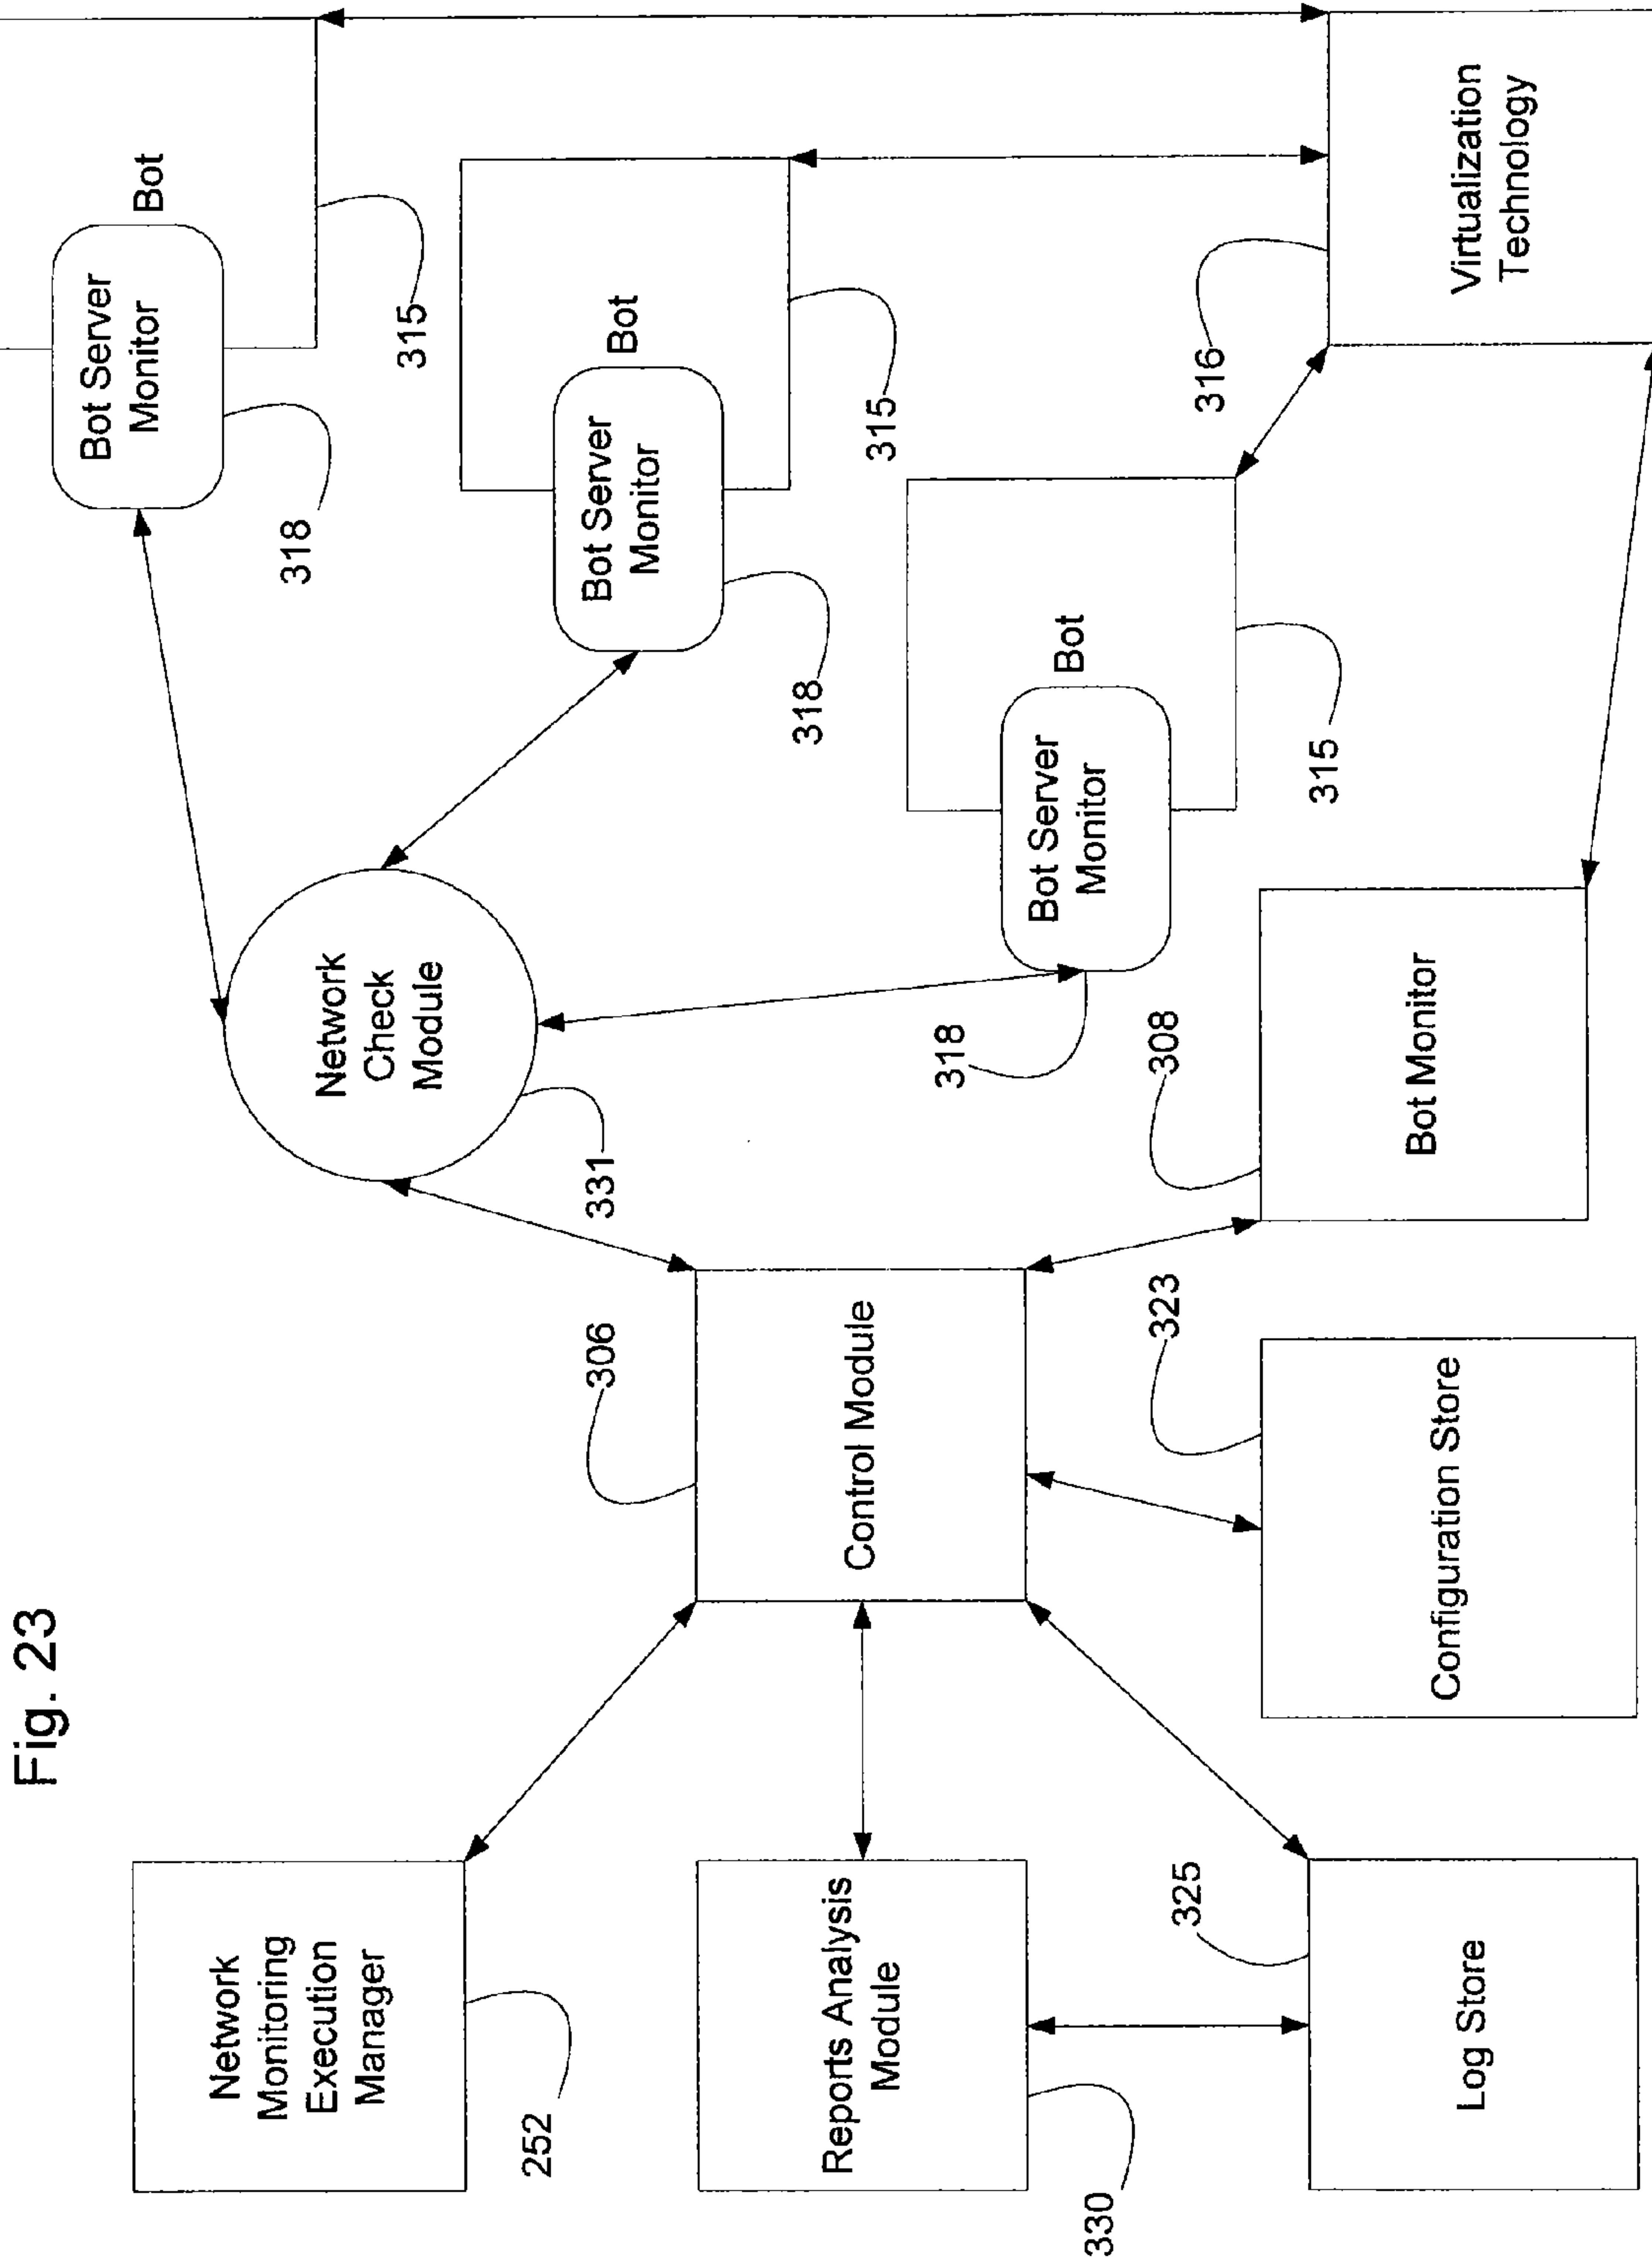 Fig. 23
Network
Monitoring
Execution
Manager
252
Reports Analysis
Module
330
Log Store
325
Control Module
306
Configuration Store
323
Network
Check
Module
331
Bot Monitor
308
Bot Server
Monitor
318
Bot
315
Bot Server
Monitor
318
Bot
315
Bot Server
Monitor
318
Bot
315
Virtualization
Technology
316